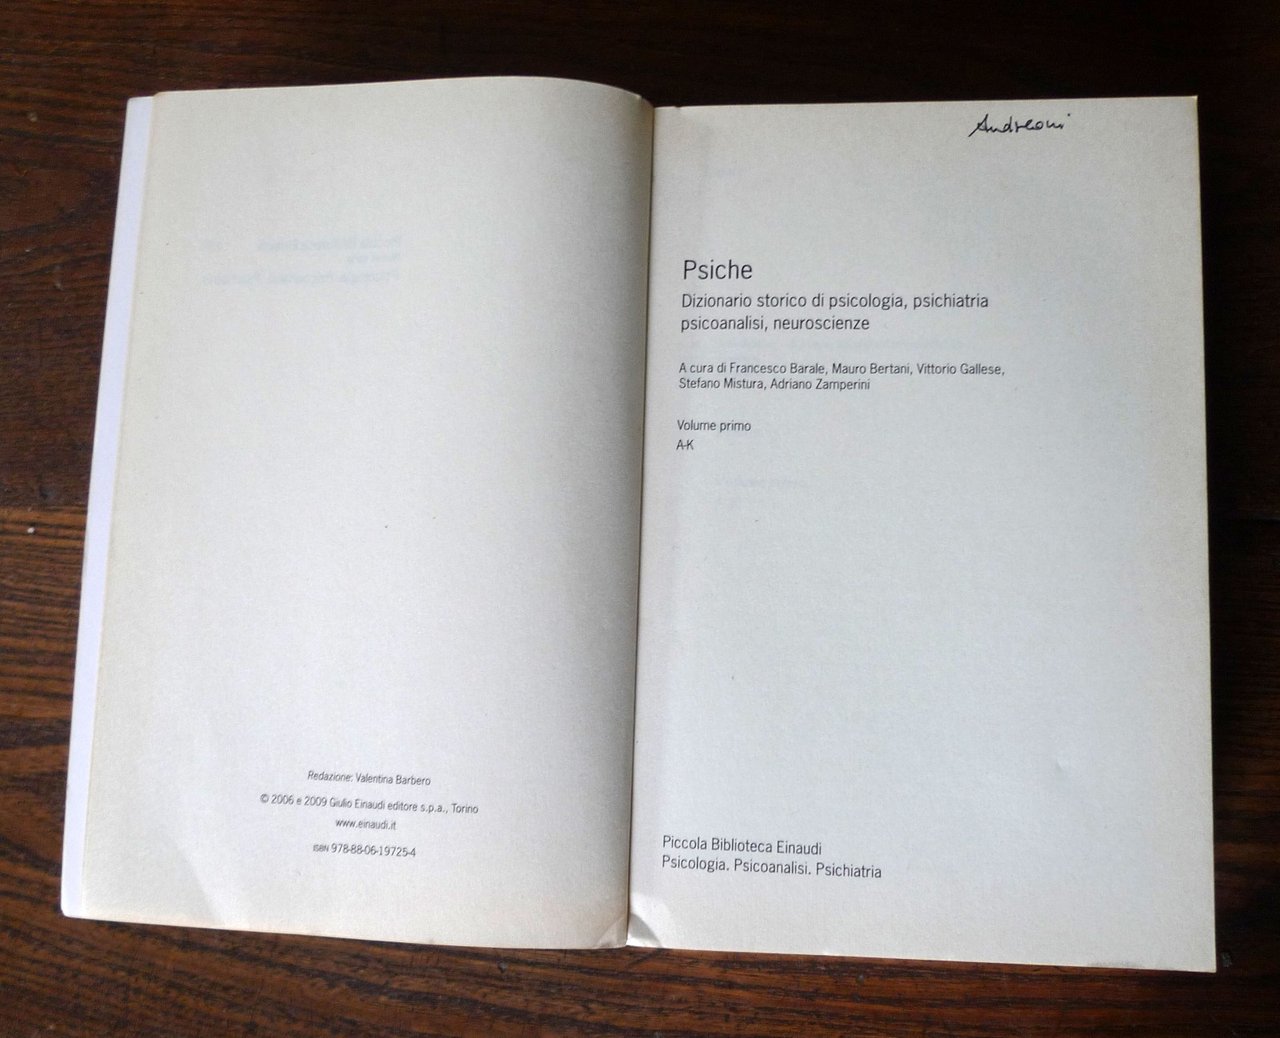 Redazione: Valentina Barbero
© 2006 e 2009 Giulio Einaudi editore s.p.a., Torino
www.einaudi.it
ISBN 978-88-06-19725-4
Andreoni
Psiche
Dizionario storico di psicologia, psichiatria
psicoanalisi, neuroscienze
A cura di Francesco Barale, Mauro Bertani, Vittorio Gallese,
Stefano Mistura, Adriano Zamperini
Volume primo
A-K
Piccola Biblioteca Einaudi
Psicologia. Psicoanalisi. Psichiatria